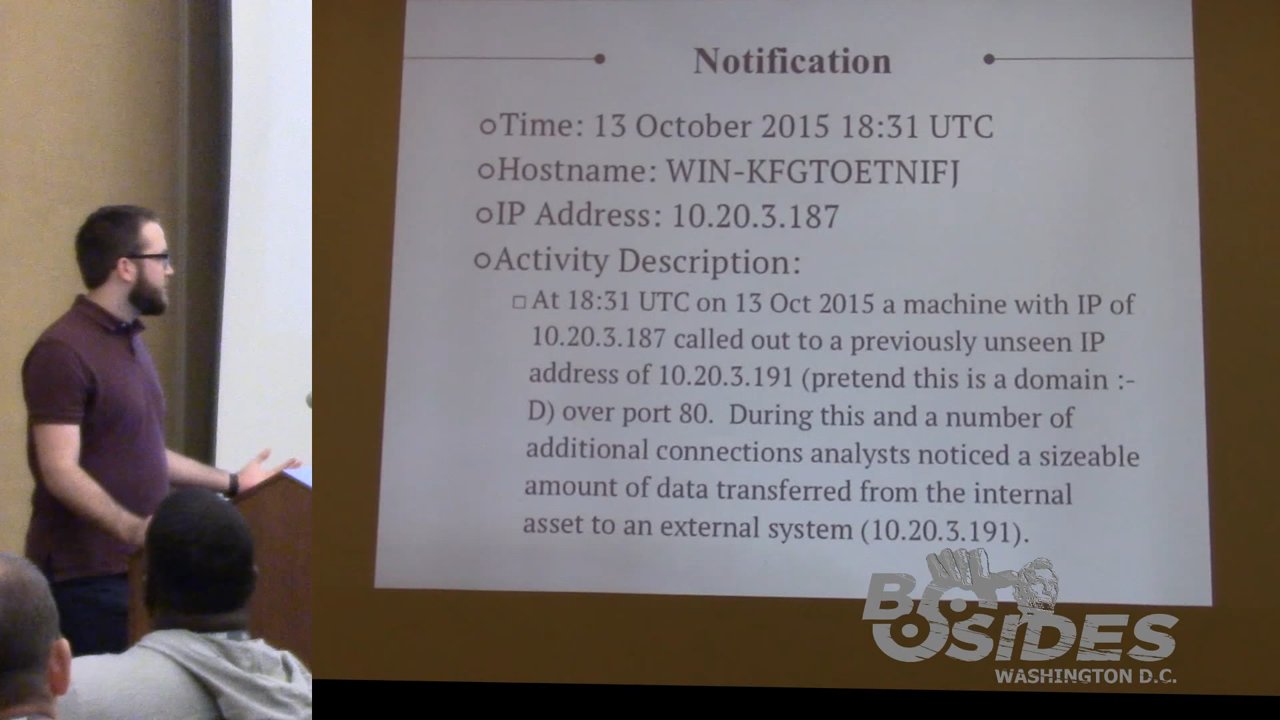 Notification
Time: 13 October 2015 18:31 UTC
Hostname: WIN-KFGTOETNIFJ
IP Address: 10.20.3.187
Activity Description:
At 18:31 UTC on 13 Oct 2015 a machine with IP of
10.20.3.187 called out to a previously unseen IP
address of 10.20.3.191 (pretend this is a domain :-
D) over port 80. During this and a number of
additional connections analysts noticed a sizeable
amount of data transferred from the internal
asset to an external system (10.20.3.191).
BSIDES
WASHINGTON D.C.